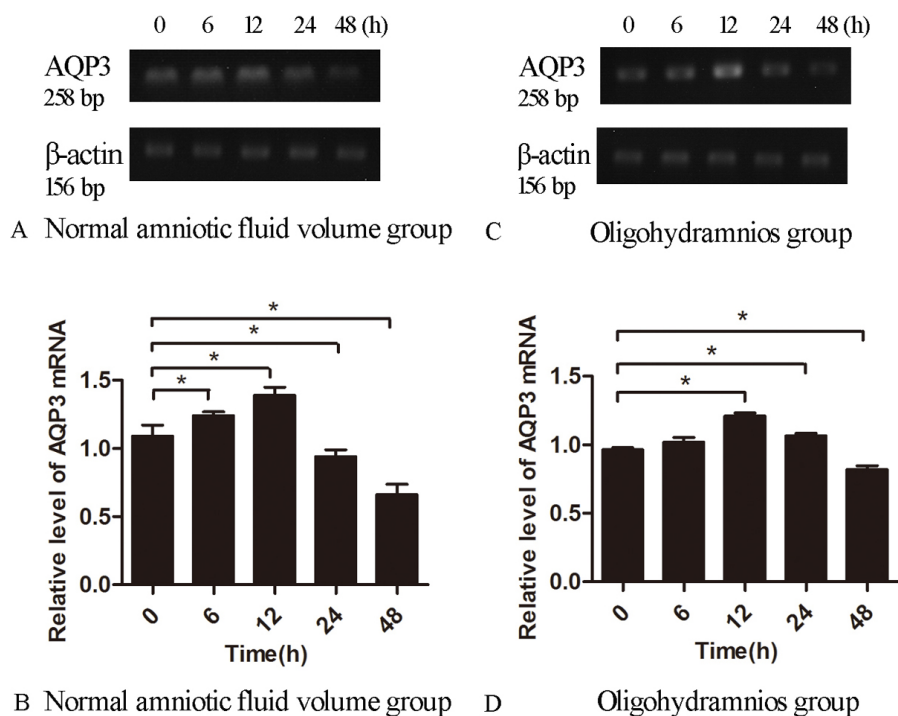 0 6 12 24 48 (h)
AQP3
258 bp
β-actin
156 bp
A Normal amniotic fluid volume group
0 6 12 24 48 (h)
AQP3
258 bp
β-actin
156 bp
C Oligohydramnios group
Relative level of AQP3 mRNA
*
*
*
*
1.5
1.0
0.5
0.0
0 6 12 24 48
Time(h)
B Normal amniotic fluid volume group
Relative level of AQP3 mRNA
*
*
*
1.5
1.0
0.5
0.0
0 6 12 24 48
Time(h)
D Oligohydramnios group